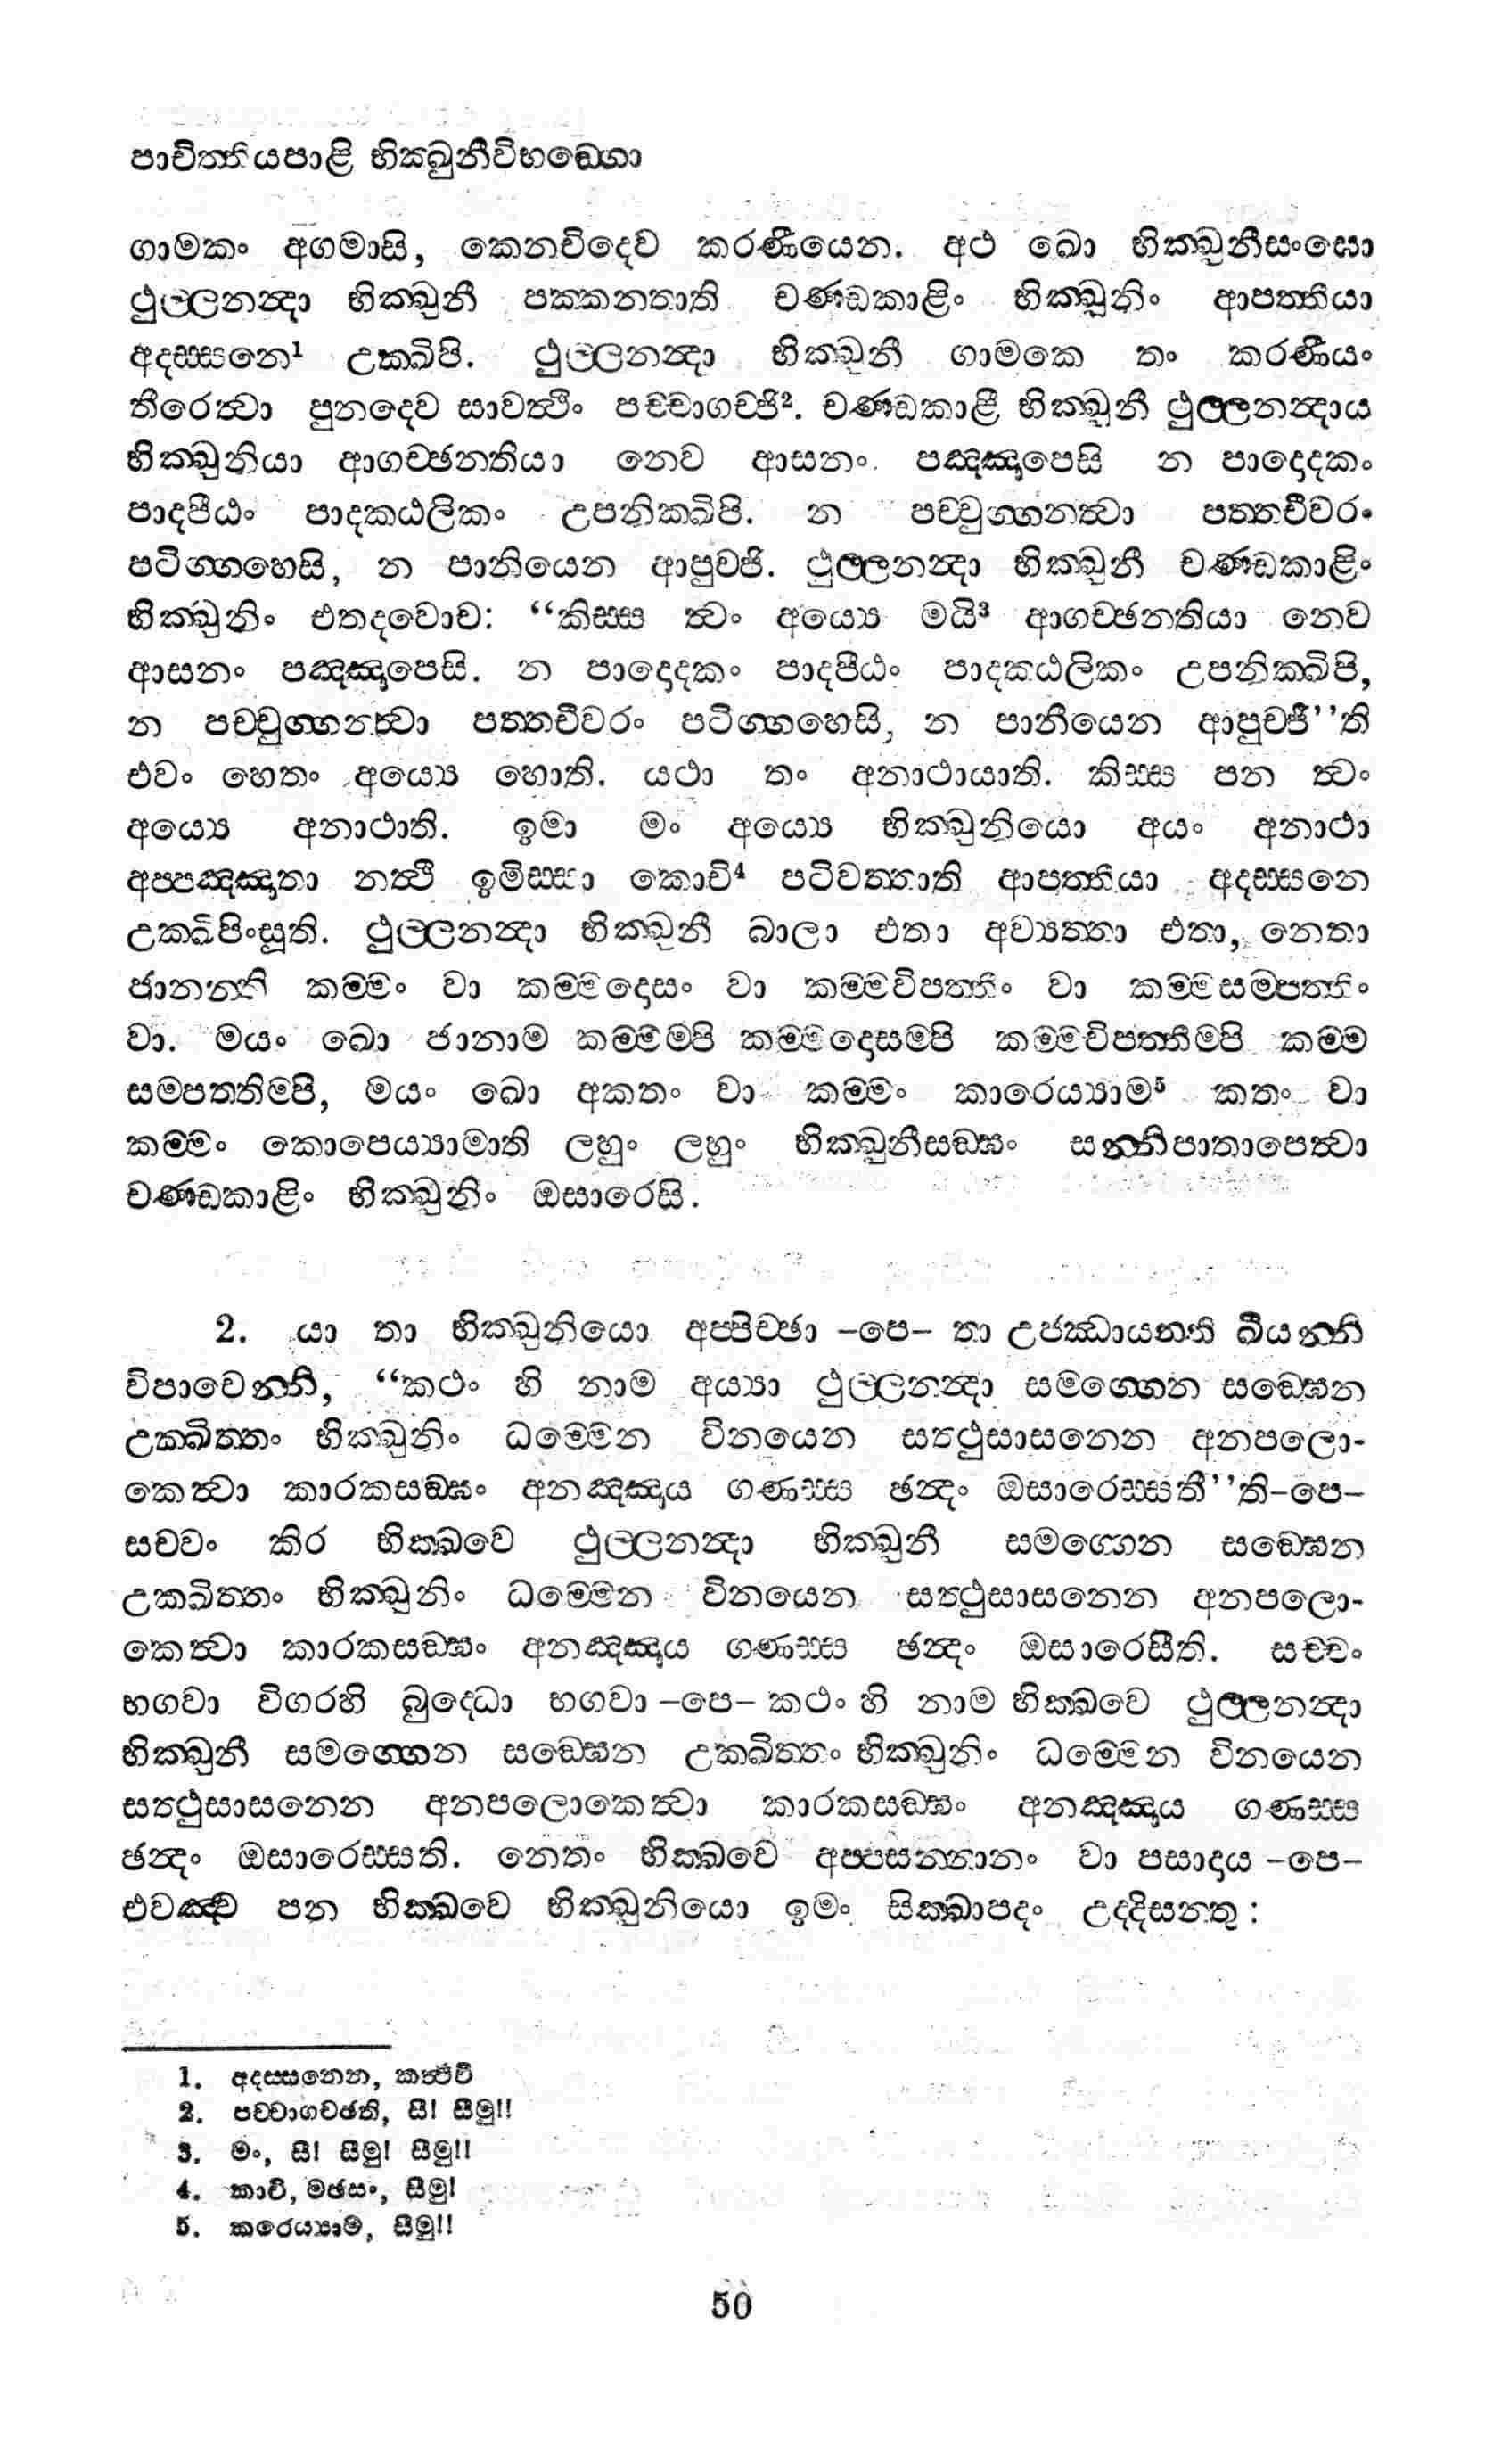 පාචිත්තියපාළි භික්ඛුනීවිභඞ්ගො
ගාමකං අගමාසි, කෙනචිදෙව කරණීයෙන. අථ ඛො භික්ඛුනීසංඝො
ථුල්ලනන්දා භික්ඛුනී පක්කනතාති චණ්ඩකාළිං භික්ඛුනිං ආපත්තියා
අදස්සනෙ¹ උක්ඛිපි. ථුල්ලනන්දා භික්ඛුනී ගාමකෙ තං කරණීයං
තීරෙත්වා පුනදෙව සාවත්ථිං පච්චාගච්ඡි². චණ්ඩකාළී භික්ඛුනී ථුල්ලනන්දාය
භික්ඛුනියා ආගච්ඡනතියා නෙව ආසනං පඤ්ඤපෙසි න පාදොදකං
පාදපීඨං පාදකඨලිකං උපනික්ඛිපි. න පච්චුග්ගන්ත්වා පත්තචීවරං
පටිග්ගහෙසි, න පානියෙන ආපුච්ඡි. ථුල්ලනන්දා භික්ඛුනී චණ්ඩකාළිං
භික්ඛුනිං එතදවොච: “කිස්ස ත්වං අය්‍යෙ මයි³ ආගච්ඡනතියා නෙව
ආසනං පඤ්ඤපෙසි. න පාදොදකං පාදපීඨං පාදකඨලිකං උපනික්ඛිපි,
න පච්චුග්ගන්ත්වා පත්තචීවරං පටිග්ගහෙසි, න පානීයෙන ආපුච්ඡී’’ති
එවං හෙතං අය්‍යෙ හොති. යථා තං අනාථායාති. කිස්ස පන ත්වං
අය්‍යෙ අනාථාති. ඉමා මං අය්‍යෙ භික්ඛුනියො අයං අනාථා
අප්පඤ්ඤාතා නත්ථි ඉමිස්සා කොචි⁴ පටිවත්තාති ආපත්තියා අදස්සනෙ
උක්ඛිපිංසූති. ථුල්ලනන්දා භික්ඛුනී බාලා එතා අව්‍යත්තා එතා, නෙතා
ජානන්ති කම්මං වා කම්මදොසං වා කම්මවිපත්තිං වා කම්මසම්පත්තිං
වා. මයං ඛො ජානාම කම්මම්පි කම්මදොසම්පි කම්මවිපත්තිම්පි කම්ම
සම්පත්තිම්පි, මයං ඛො අකතං වා කම්මං කාරෙය්‍යාම⁵ කතං වා
කම්මං කොපෙය්‍යාමාති ලහුං ලහුං භික්ඛුනීසඞ්ඝං සන්නිපාතාපෙත්වා
චණ්ඩකාළිං භික්ඛුනිං ඔසාරෙසි.
2. යා තා භික්ඛුනියො අප්පිච්ඡා –පෙ– තා උජ්ඣායන්ති ඛීයන්ති
විපාචෙන්ති, “කථං හි නාම අය්‍යා ථුල්ලනන්දා සමග්ගෙන සඞ්ඝෙන
උක්ඛිත්තං භික්ඛුනිං ධම්මෙන විනයෙන සත්ථුසාසනෙන අනපලො-
කෙත්වා කාරකසඞ්ඝං අනඤ්ඤාය ගණස්ස ඡන්දං ඔසාරෙස්සතී’’ති–පෙ–
සච්චං කිර භික්ඛවෙ ථුල්ලනන්දා භික්ඛුනී සමග්ගෙන සඞ්ඝෙන
උක්ඛිත්තං භික්ඛුනිං ධම්මෙන විනයෙන සත්ථුසාසනෙන අනපලො-
කෙත්වා කාරකසඞ්ඝං අනඤ්ඤාය ගණස්ස ඡන්දං ඔසාරෙසීති. සච්චං
භගවා විගරහි බුද්ධො භගවා –පෙ– කථං හි නාම භික්ඛවෙ ථුල්ලනන්දා
භික්ඛුනී සමග්ගෙන සඞ්ඝෙන උක්ඛිත්තං භික්ඛුනිං ධම්මෙන විනයෙන
සත්ථුසාසනෙන අනපලොකෙත්වා කාරකසඞ්ඝං අනඤ්ඤාය ගණස්ස
ඡන්දං ඔසාරෙස්සති. නෙතං භික්ඛවෙ අප්පසන්නානං වා පසාදාය –පෙ–
එවඤ්ච පන භික්ඛවෙ භික්ඛුනියො ඉමං සික්ඛාපදං උද්දිසන්තු :
1. අදස්සනෙන, කත්ථචි
2. පච්චාගච්ඡති, සී! සීමු!!
3. මං, සී! සීමු! සීමු!!
4. කාචි, මඡසං, සීමු!
5. කරෙය්‍යාම, සීමු!!
50